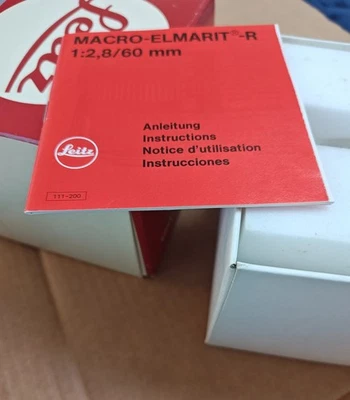 MACRO-ELMARIT®-R
1:2,8/60 mm
Anleitung
Instructions
Notice d'utilisation
Instrucciones
Leitz
111-200